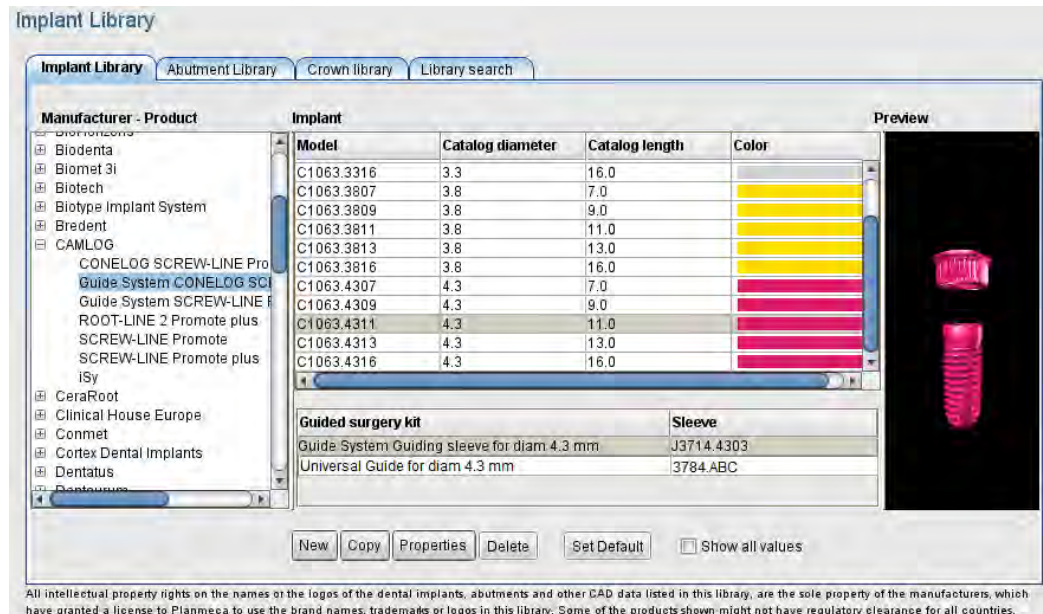 Implant Library
Implant Library Abutment Library Crown library Library search
Manufacturer - Product Implant Preview
Model Catalog diameter Catalog length Color
Biodenta
Biomet 3i
Biotech
Biotype Implant System
Bredent
CAMLOG
CONELOG SCREW-LINE Pro
Guide System CONELOG SC
Guide System SCREW-LINE
ROOT-LINE 2 Promote plus
SCREW-LINE Promote
SCREW-LINE Promote plus
iSy
CeraRoot
Clinical House Europe
Conmet
Cortex Dental Implants
Dentatus
C1063.3316 3.3 16.0
C1063.3807 3.8 7.0
C1063.3809 3.8 9.0
C1063.3811 3.8 11.0
C1063.3813 3.8 13.0
C1063.3816 3.8 16.0
C1063.4307 4.3 7.0
C1063.4309 4.3 9.0
C1063.4311 4.3 11.0
C1063.4313 4.3 13.0
C1063.4316 4.3 16.0
Guided surgery kit Sleeve
Guide System Guiding sleeve for diam 4.3 mm J3714.4303
Universal Guide for diam 4.3 mm 3784.ABC
New Copy Properties Delete Set Default Show all values
All intellectual property rights on the names or the logos of the dental implants, abutments and other CAD data listed in this library, are the sole property of the manufacturers, which
have granted a license to Planmeca to use the brand names, trademarks or logos in this library. Some of the products shown might not have regulatory clearance for all countries.